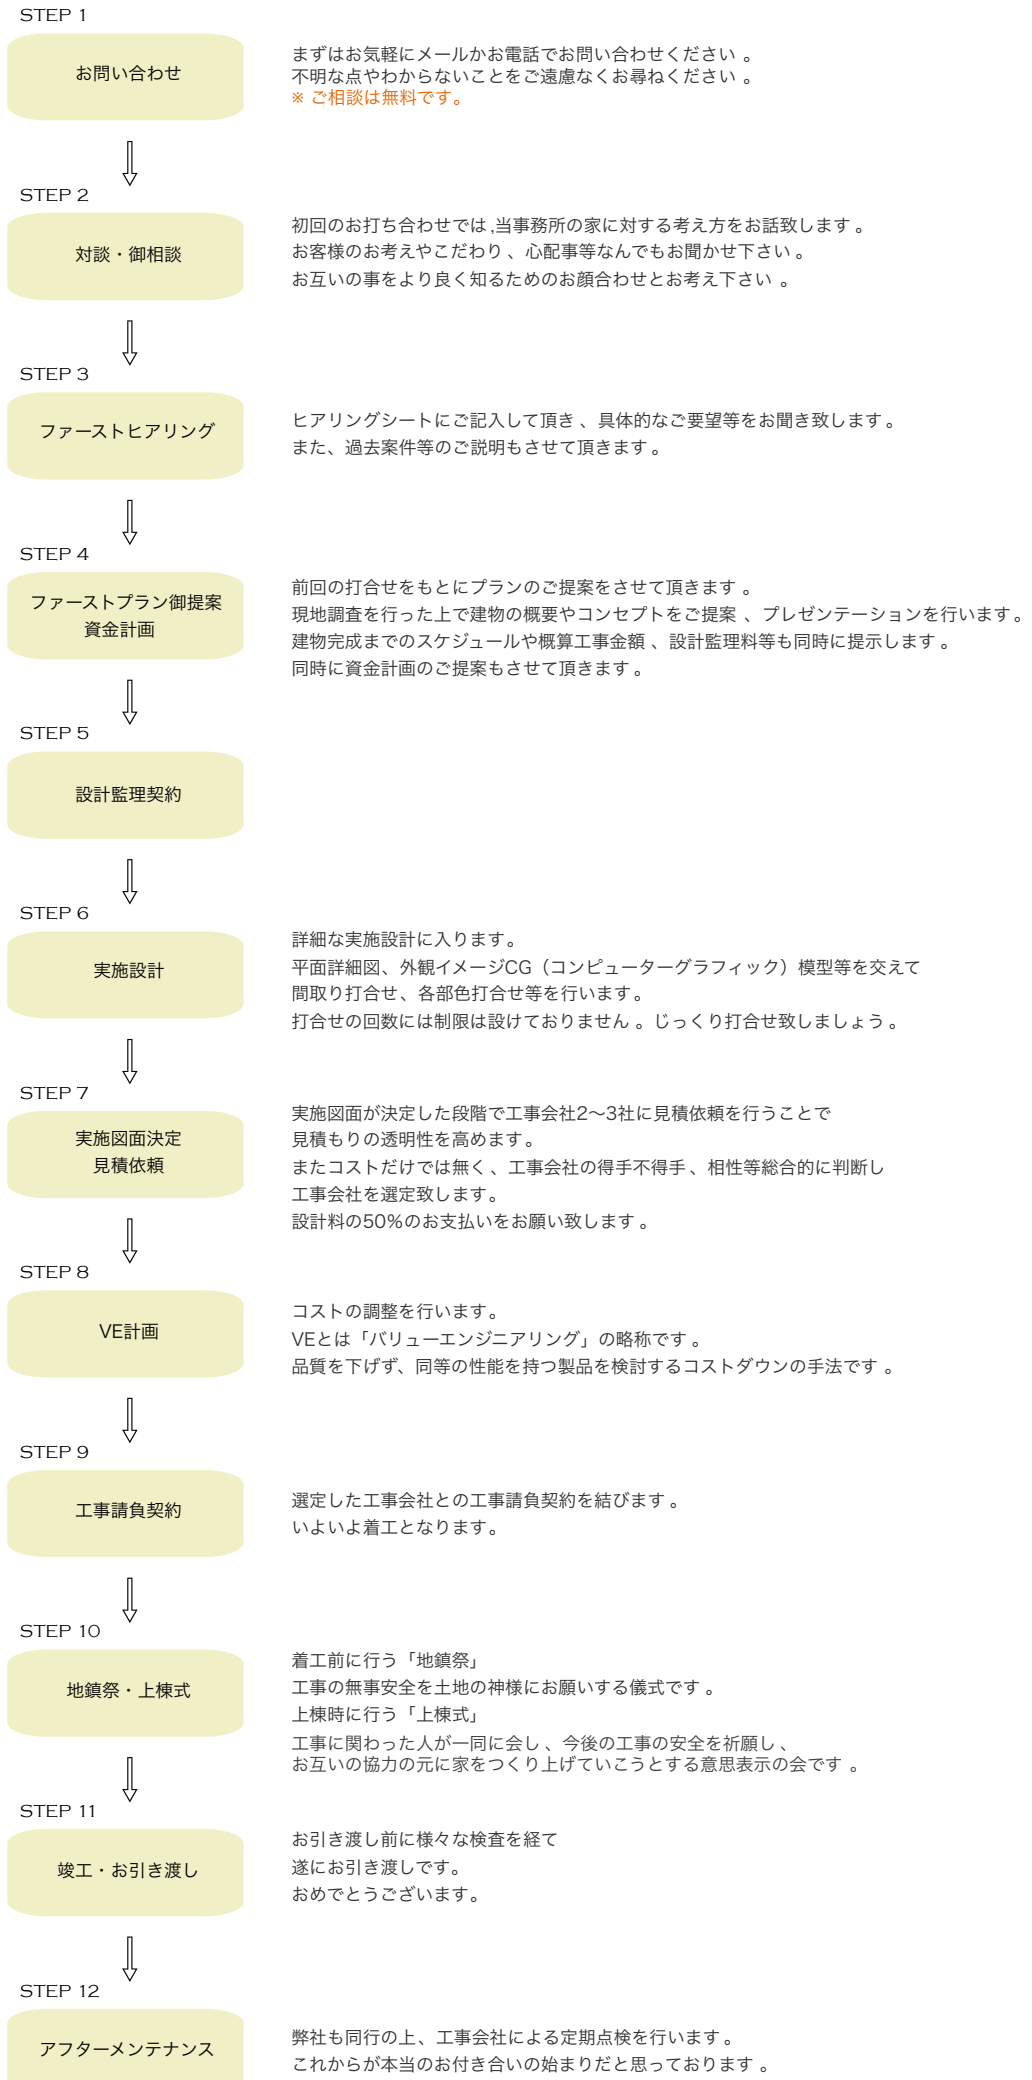 STEP 1
お問い合わせ
まずはお気軽にメールかお電話でお問い合わせください。
不明な点やわからないことをご遠慮なくお尋ねください。
※ ご相談は無料です。
STEP 2
対談・御相談
初回のお打ち合わせでは,当事務所の家に対する考え方をお話致します。
お客様のお考えやこだわり、心配事等なんでもお聞かせ下さい。
お互いの事をより良く知るためのお顔合わせとお考え下さい。
STEP 3
ファーストヒアリング
ヒアリングシートにご記入して頂き、具体的なご要望等をお聞き致します。
また、過去案件等のご説明もさせて頂きます。
STEP 4
ファーストプラン御提案
資金計画
前回の打合せをもとにプランのご提案をさせて頂きます。
現地調査を行った上で建物の概要やコンセプトをご提案、プレゼンテーションを行います。
建物完成までのスケジュールや概算工事金額、設計監理料等も同時に提示します。
同時に資金計画のご提案もさせて頂きます。
STEP 5
設計監理契約
STEP 6
実施設計
詳細な実施設計に入ります。
平面詳細図、外観イメージCG（コンピューターグラフィック）模型等を交えて
間取り打合せ、各部色打合せ等を行います。
打合せの回数には制限は設けておりません。じっくり打合せ致しましょう。
STEP 7
実施図面決定
見積依頼
実施図面が決定した段階で工事会社2〜3社に見積依頼を行うことで
見積もりの透明性を高めます。
またコストだけでは無く、工事会社の得手不得手、相性等総合的に判断し
工事会社を選定致します。
設計料の50%のお支払いをお願い致します。
STEP 8
VE計画
コストの調整を行います。
VEとは「バリューエンジニアリング」の略称です。
品質を下げず、同等の性能を持つ製品を検討するコストダウンの手法です。
STEP 9
工事請負契約
選定した工事会社との工事請負契約を結びます。
いよいよ着工となります。
STEP 10
地鎮祭・上棟式
着工前に行う「地鎮祭」
工事の無事安全を土地の神様にお願いする儀式です。
上棟時に行う「上棟式」
工事に関わった人が一同に会し、今後の工事の安全を祈願し、
お互いの協力の元に家をつくり上げていこうとする意思表示の会です。
STEP 11
竣工・お引き渡し
お引き渡し前に様々な検査を経て
遂にお引き渡しです。
おめでとうございます。
STEP 12
アフターメンテナンス
弊社も同行の上、工事会社による定期点検を行います。
これからが本当のお付き合いの始まりだと思っております。